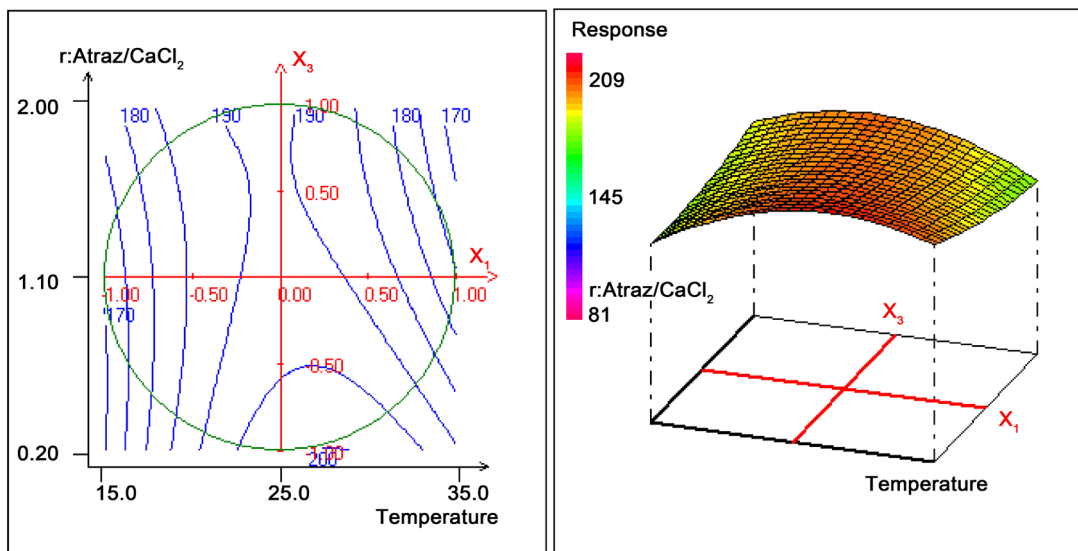 r:Atraz/CaCl₂
X₃
2.00
180
190
1.00
190
180
170
0.50
X₁
1.10
-1.00
-0.50
0.00
0.50
1.00
170
-0.50
0.20
-1.00
200
15.0
25.0
35.0
Temperature
Response
209
145
r:Atraz/CaCl₂
81
X₃
X₁
Temperature